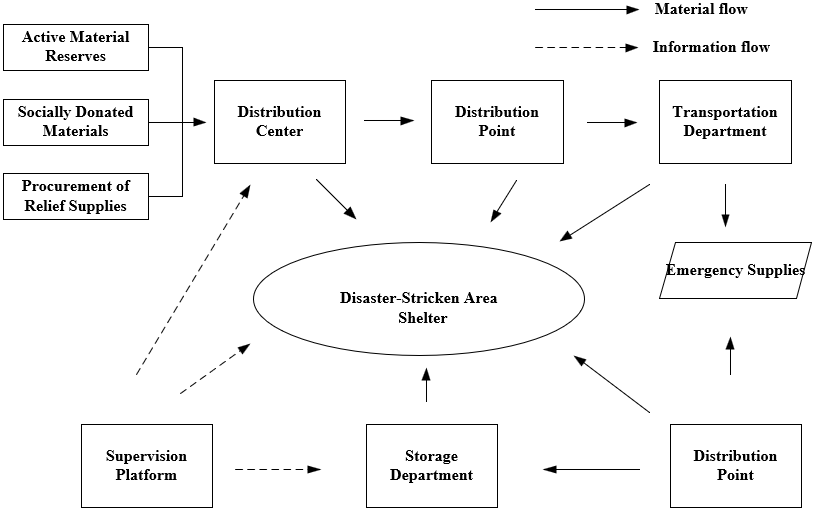 Material flow
Information flow
Active Material
Reserves
Socially Donated
Materials
Procurement of
Relief Supplies
Distribution
Center
Distribution
Point
Transportation
Department
Emergency Supplies
Disaster-Stricken Area
Shelter
Supervision
Platform
Storage
Department
Distribution
Point